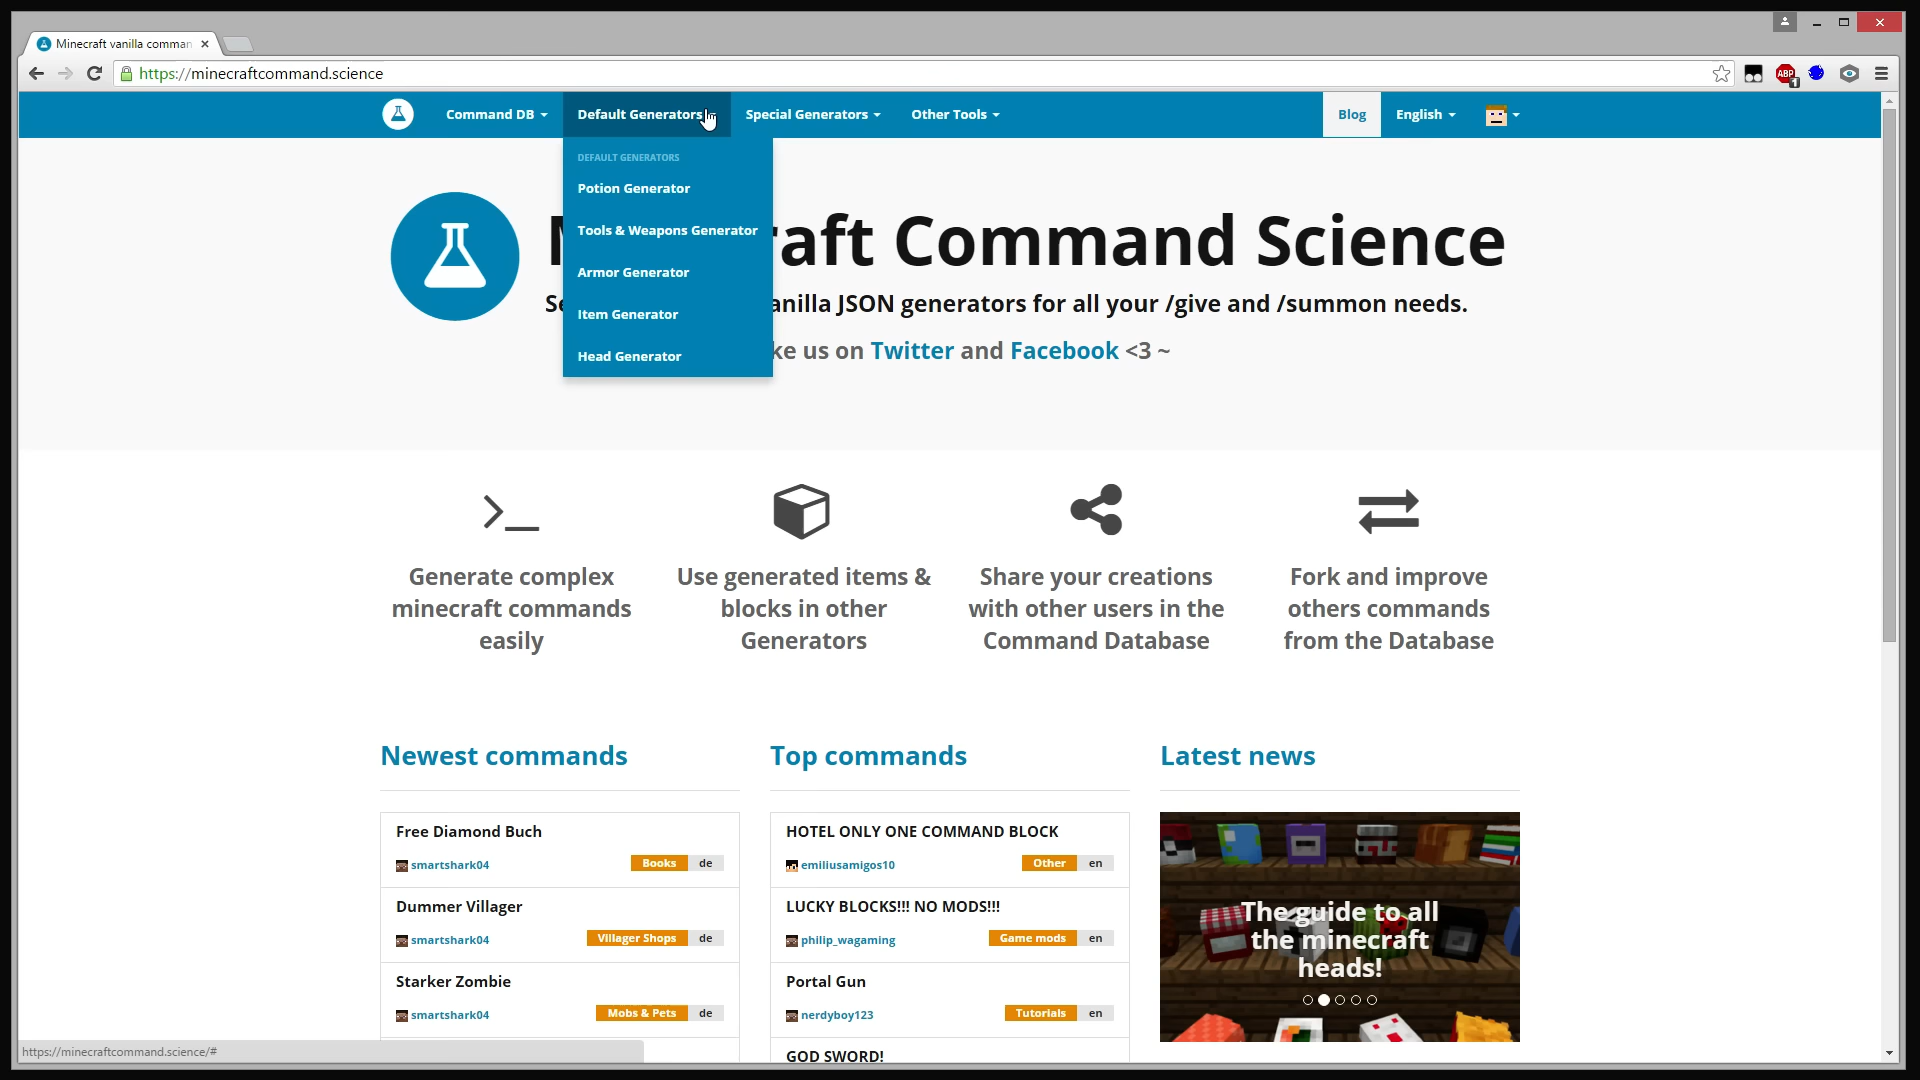 Minecraft vanilla comman
https://minecraftcommand.science
ABP
1
Command DB
Default Generators
Special Generators
Other Tools
Blog
English
DEFAULT GENERATORS
Potion Generator
Tools & Weapons Generator
Armor Generator
Item Generator
Head Generator
raft Command Science
anilla JSON generators for all your /give and /summon needs.
ke us on Twitter and Facebook <3 ~
Generate complex
minecraft commands
easily
Use generated items &
blocks in other
Generators
Share your creations
with other users in the
Command Database
Fork and improve
others commands
from the Database
Newest commands
Free Diamond Buch
smartshark04
Books
de
Dummer Villager
smartshark04
Villager Shops
de
Starker Zombie
smartshark04
Mobs & Pets
de
Top commands
HOTEL ONLY ONE COMMAND BLOCK
emiliusamigos10
Other
en
LUCKY BLOCKS!!! NO MODS!!!
philip_wagaming
Game mods
en
Portal Gun
nerdyboy123
Tutorials
en
GOD SWORD!
Latest news
The guide to all
the minecraft
heads!
https://minecraftcommand.science/#